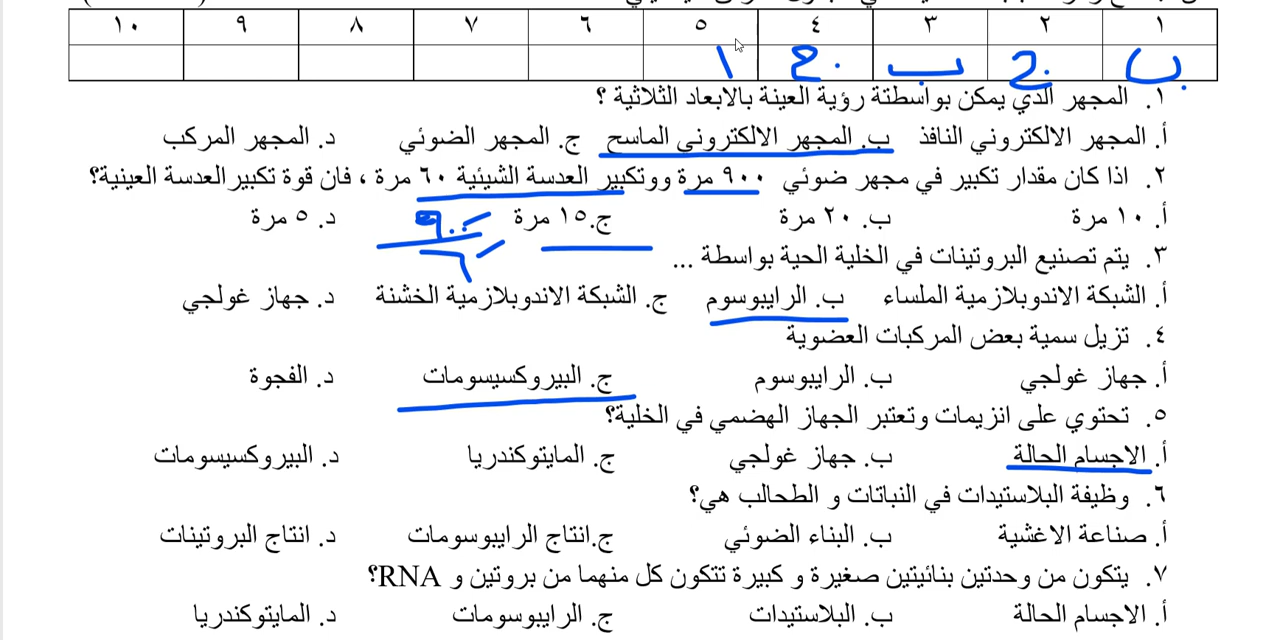 ١ ٢ ٣ ٤ ٥ ٦ ٧ ٨ ٩ ١٠
ب ج ب ج أ
١. المجهر الذي يمكن بواسطتة رؤية العينة بالابعاد الثلاثية ؟
أ. المجهر الالكتروني النافذ ب. المجهر الالكتروني الماسح ج. المجهر الضوئي د. المجهر المركب
٢. اذا كان مقدار تكبير في مجهر ضوئي ٩٠٠ مرة ووتكبير العدسة الشيئية ٦٠ مرة ، فان قوة تكبير العدسة العينية؟
أ. ١٠ مرة ب. ٢٠ مرة ج.١٥ مرة د. ٥ مرة
٩٠
٦
٣. يتم تصنيع البروتينات في الخلية الحية بواسطة ...
أ. الشبكة الاندوبلازمية الملساء ب. الرايبوسوم ج. الشبكة الاندوبلازمية الخشنة د. جهاز غولجي
٤. تزيل سمية بعض المركبات العضوية
أ. جهاز غولجي ب. الرايبوسوم ج. البيروكسيسومات د. الفجوة
٥. تحتوي على انزيمات وتعتبر الجهاز الهضمي في الخلية؟
أ. الاجسام الحالة ب. جهاز غولجي ج. المايتوكندريا د. البيروكسيسومات
٦. وظيفة البلاستيدات في النباتات و الطحالب هي؟
أ. صناعة الاغشية ب. البناء الضوئي ج.انتاج الرايبوسومات د. انتاج البروتينات
٧. يتكون من وحدتين بنائيتين صغيرة و كبيرة تتكون كل منهما من بروتين و RNA؟
أ. الاجسام الحالة ب. البلاستيدات ج. الرايبوسومات د. المايتوكندريا